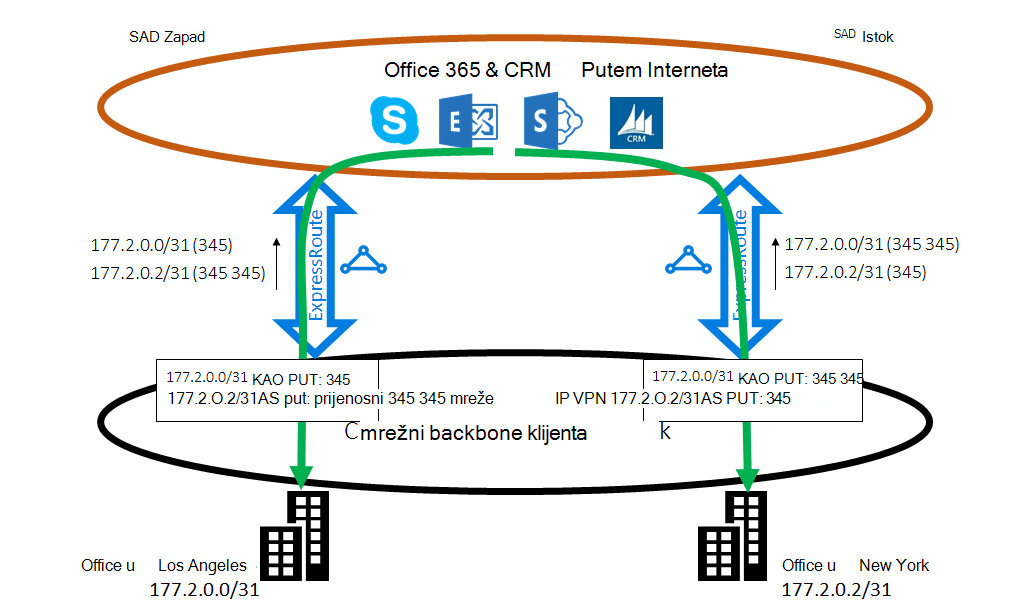 SAD Zapad
SAD Istok
Office 365 & CRM Putem Interneta
S E S CRM
177.2.0.0/31 (345)
177.2.0.2/31 (345 345)
ExpressRoute
ExpressRoute
177.2.0.0/31 (345 345)
177.2.0.2/31 (345)
177.2.0.0/31 KAO PUT: 345
177.2.0.0/31 KAO PUT: 345 345
177.2.O.2/31AS put: prijenosni 345 345 mreže IP VPN 177.2.O.2/31AS PUT: 345
Cmrežni backbone klijenta k
Office u Los Angeles
177.2.0.0/31
Office u New York
177.2.0.2/31